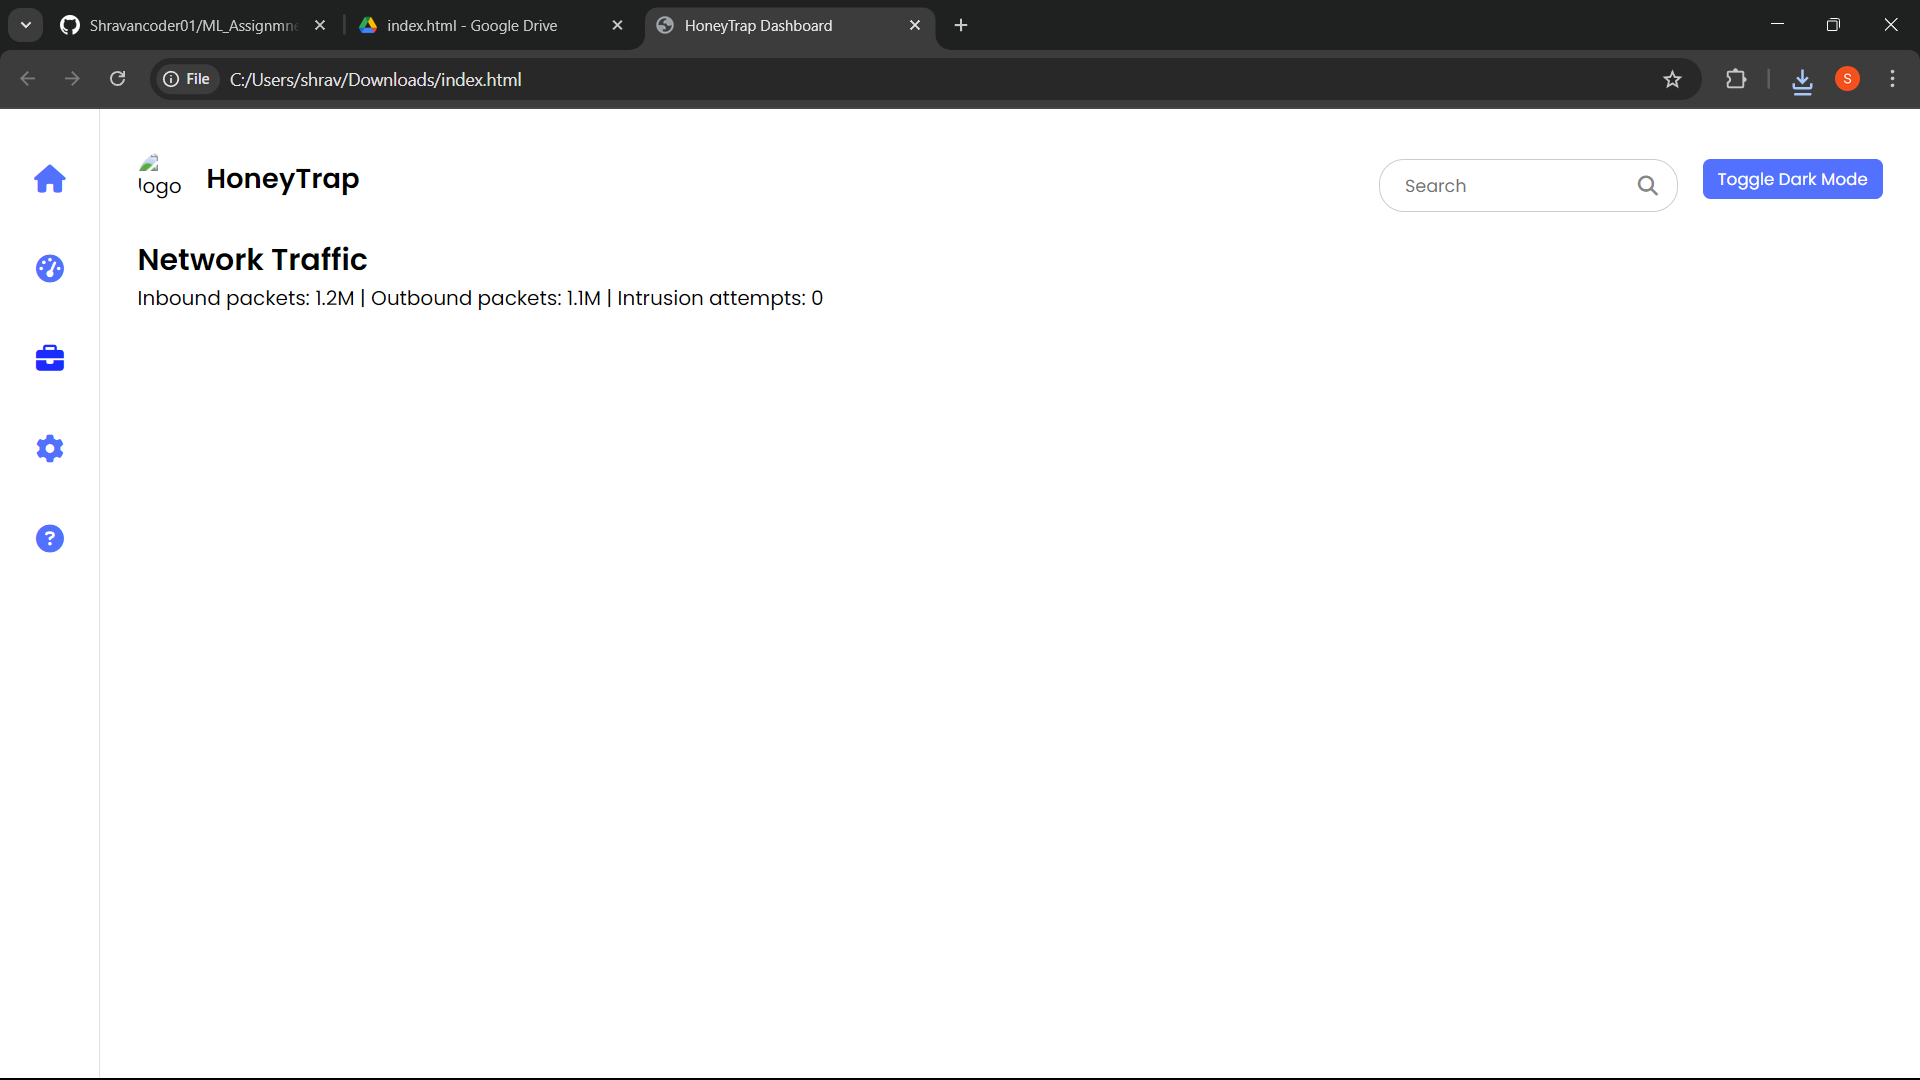 Shravancoder01/ML_Assignmne
index.html - Google Drive
HoneyTrap Dashboard
File
C:/Users/shrav/Downloads/index.html
S
logo
HoneyTrap
Search
Toggle Dark Mode
Network Traffic
Inbound packets: 1.2M | Outbound packets: 1.1M | Intrusion attempts: 0